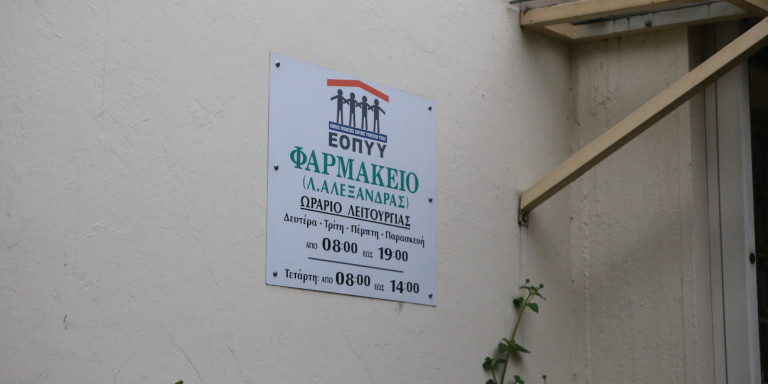 ΕΟΠΥΥ
ΦΑΡΜΑΚΕΙΟ
(Λ.ΑΛΕΞΑΝΔΡΑΣ)
ΩΡΑΡΙΟ ΛΕΙΤΟΥΡΓΙΑΣ
Δευτέρα - Τρίτη - Πέμπτη - Παρασκευή
ΑΠΟ 08:00 ΕΩΣ 19:00
Τετάρτη: ΑΠΟ 08:00 ΕΩΣ 14:00